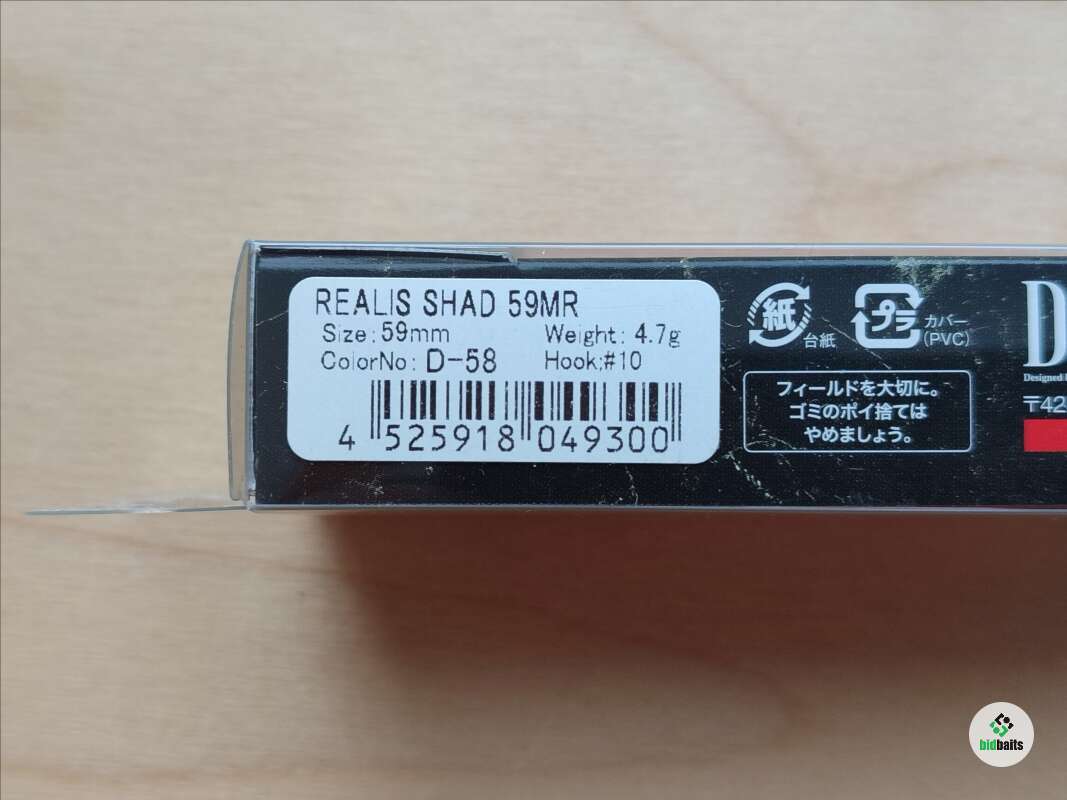 REALIS SHAD 59MR
Size:59mm Weight: 4.7g
ColorNo: D-58 Hook:#10
4 525918 049300
紙
台紙
プラ
カバー
(PVC)
フィールドを大切に。
ゴミのポイ捨ては
やめましょう。
D
Designed
〒42
bidbaits